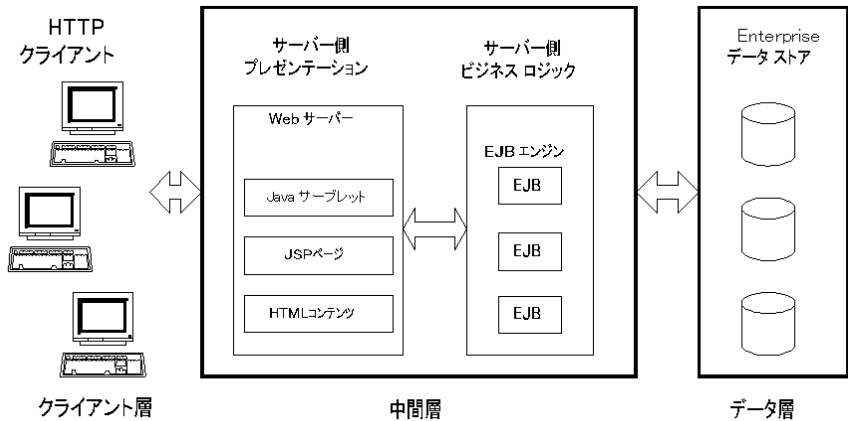 HTTP
クライアント
サーバー側
プレゼンテーション
サーバー側
ビジネス ロジック
Enterprise
データ ストア
Web サーバー
Java サーブレット
JSPページ
HTMLコンテンツ
EJB エンジン
EJB
EJB
EJB
クライアント層
中間層
データ層